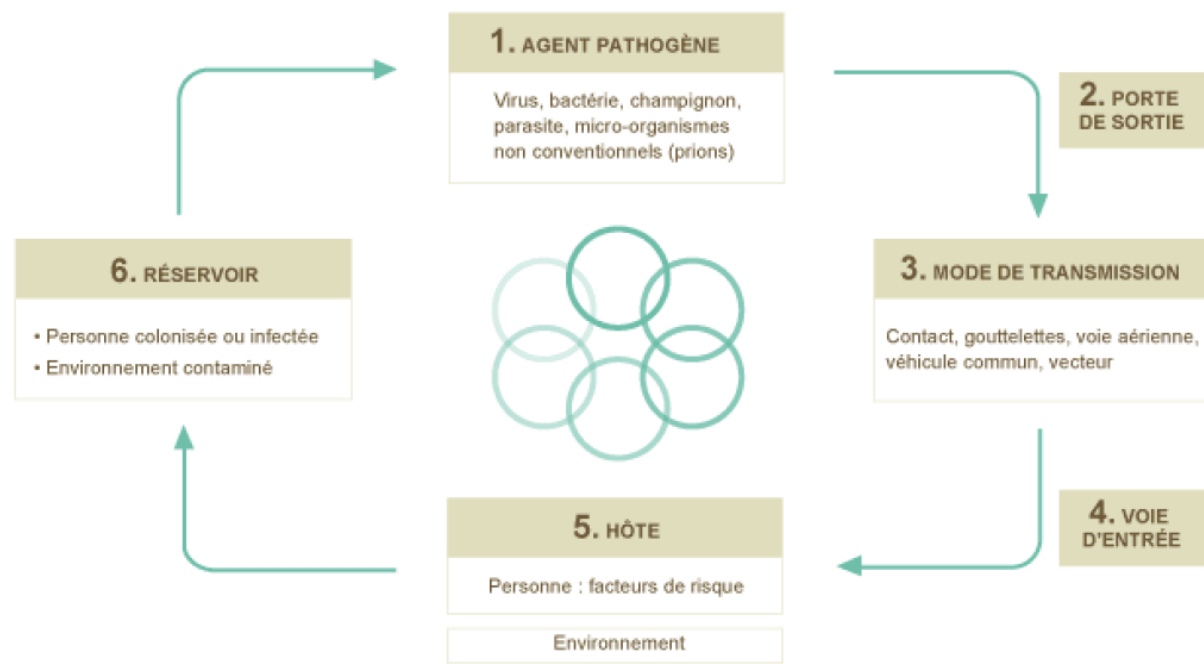 1. AGENT PATHOGÈNE
Virus, bactérie, champignon,
parasite, micro-organismes
non conventionnels (prions)
2. PORTE
DE SORTIE
3. MODE DE TRANSMISSION
Contact, gouttelettes, voie aérienne,
véhicule commun, vecteur
4. VOIE
D'ENTRÉE
5. HÔTE
Personne : facteurs de risque
Environnement
6. RÉSERVOIR
• Personne colonisée ou infectée
• Environnement contaminé